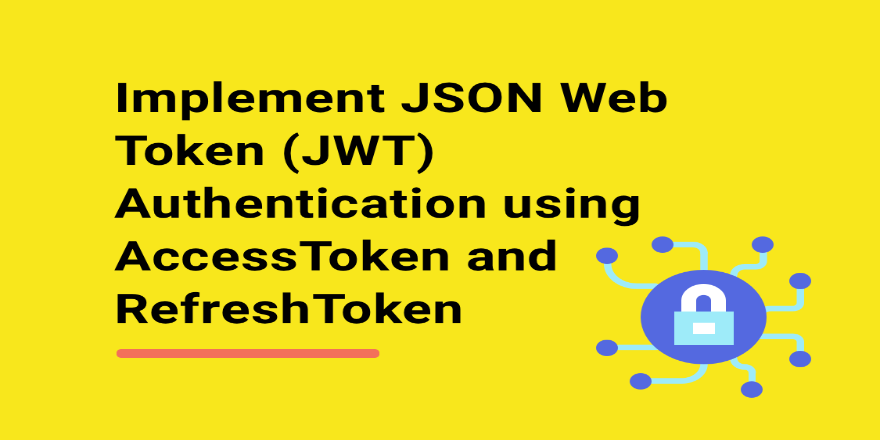 Implement JSON Web
Token (JWT)
Authentication using
AccessToken and
RefreshToken